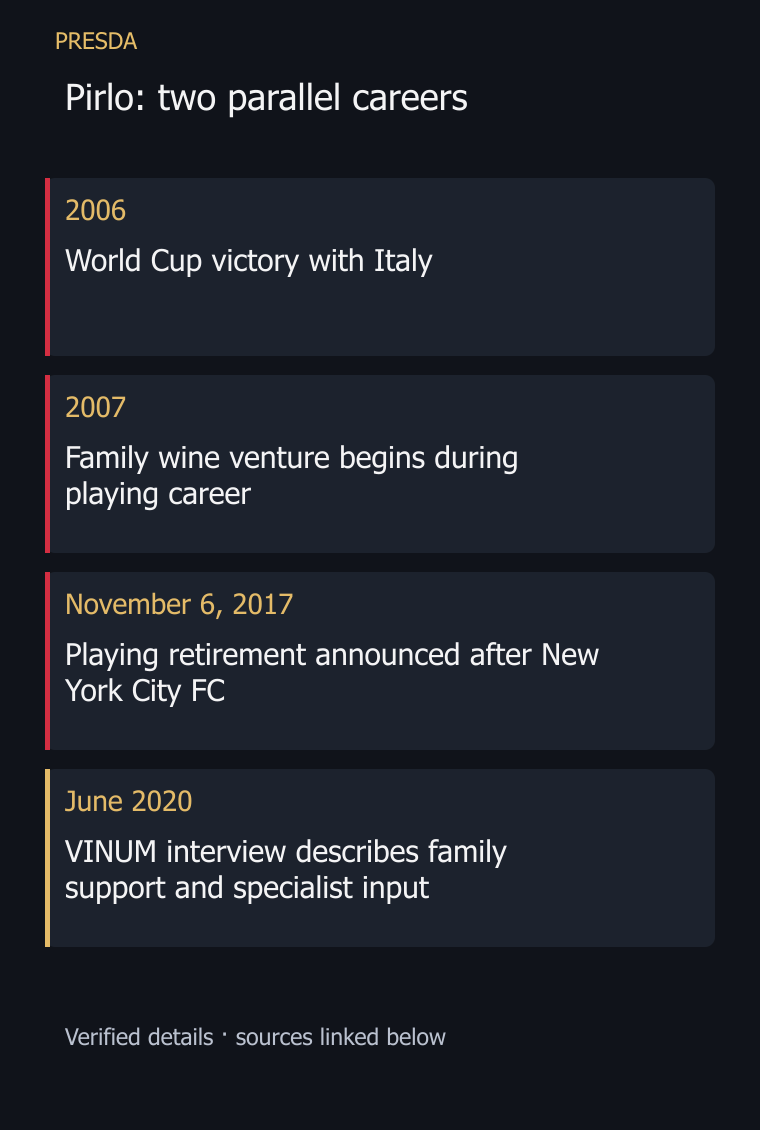 PRESDA
Pirlo: two parallel careers
2006
World Cup victory with Italy
2007
Family wine venture begins during
playing career
November 6, 2017
Playing retirement announced after New
York City FC
June 2020
VINUM interview describes family
support and specialist input
Verified details · sources linked below